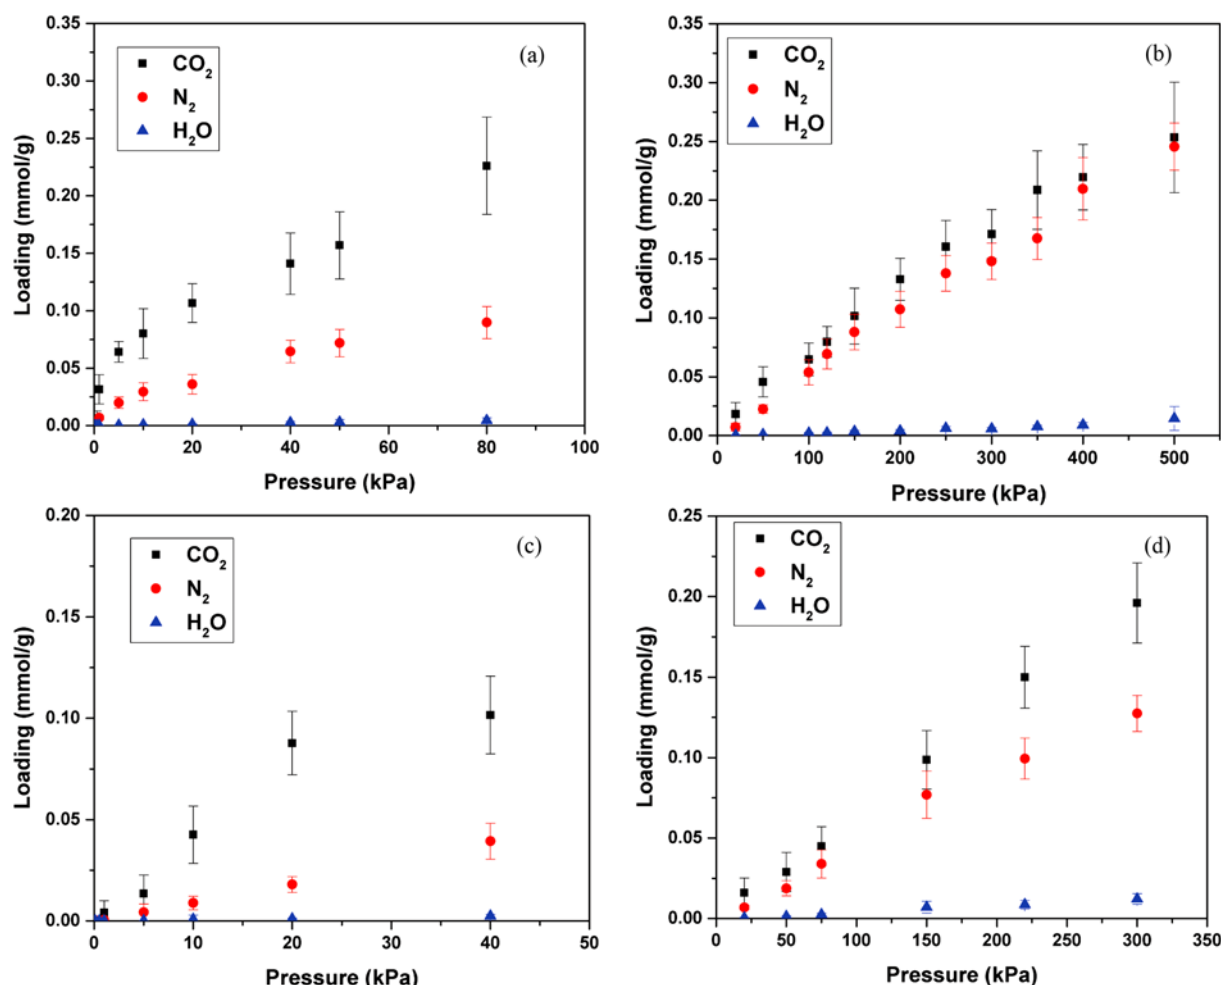 0.35
0.30
0.25
0.20
0.15
0.10
0.05
0.00
Loading (mmol/g)
CO2
N2
H2O
(a)
0 20 40 60 80 100
Pressure (kPa)
0.35
0.30
0.25
0.20
0.15
0.10
0.05
0.00
Loading (mmol/g)
CO2
N2
H2O
(b)
100 200 300 400 500
Pressure (kPa)
0.20
0.15
0.10
0.05
0.00
Loading (mmol/g)
CO2
N2
H2O
(c)
0 10 20 30 40 50
Pressure (kPa)
0.25
0.20
0.15
0.10
0.05
0.00
Loading (mmol/g)
CO2
N2
H2O
(d)
0 50 100 150 200 250 300 350
Pressure (kPa)